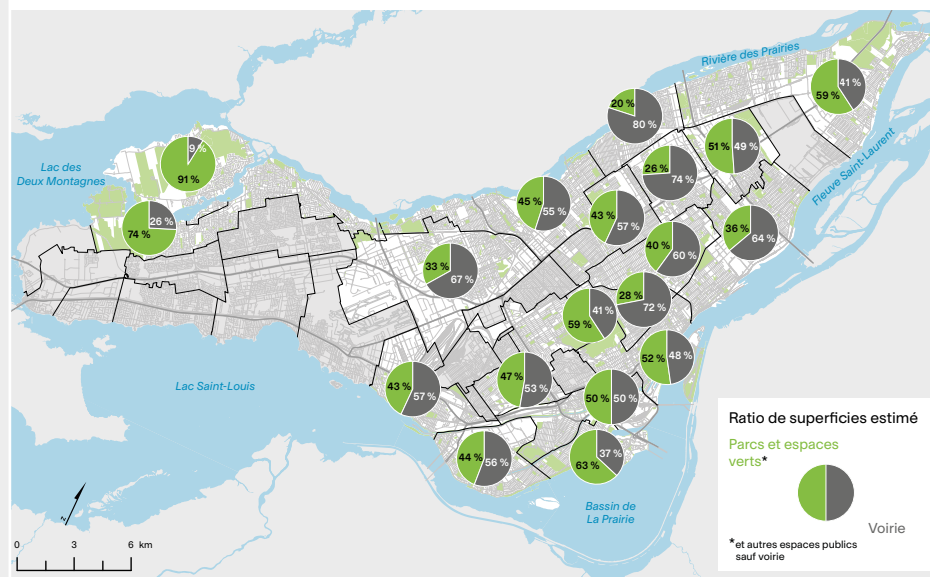 Rivière des Prairies
41 %
59 %
20 %
80 %
51 %
49 %
9 %
91 %
Lac des
Deux Montagnes
26 %
74 %
Fleuve Saint-Laurent
26 %
74 %
45 %
55 %
43 %
57 %
36 %
64 %
40 %
60 %
33 %
67 %
28 %
72 %
41 %
59 %
52 %
48 %
Lac Saint-Louis
43 %
57 %
47 %
53 %
50 %
50 %
44 %
56 %
37 %
63 %
Bassin de
La Prairie
Ratio de superficies estimé
Parcs et espaces
verts*
Voirie
*et autres espaces publics
sauf voirie
z
0 3 6 km